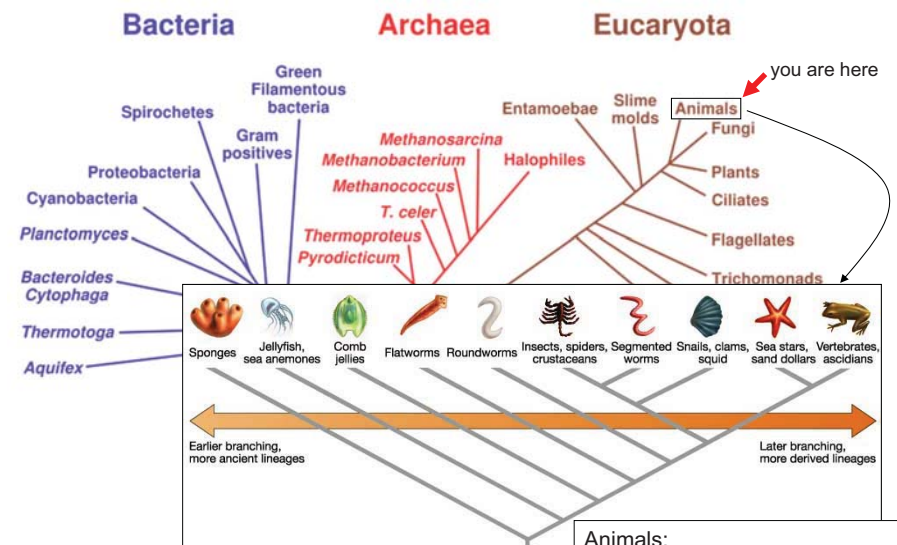 Bacteria
Archaea
Eucaryota
you are here
Green
Filamentous
bacteria
Spirochetes
Gram
positives
Proteobacteria
Cyanobacteria
Planctomyces
Bacteroides
Cytophaga
Thermotoga
Aquifex
Methanosarcina
Methanobacterium
Halophiles
Methanococcus
T. celer
Thermoproteus
Pyrodicticum
Entamoebae
Slime
molds
Animals
Fungi
Plants
Ciliates
Flagellates
Trichomonads
Sponges
Jellyfish,
sea anemones
Comb
jellies
Flatworms
Roundworms
Insects, spiders,
crustaceans
Segmented
worms
Snails, clams,
squid
Sea stars,
sand dollars
Vertebrates,
ascidians
Earlier branching,
more ancient lineages
Later branching,
more derived lineages
Animals: